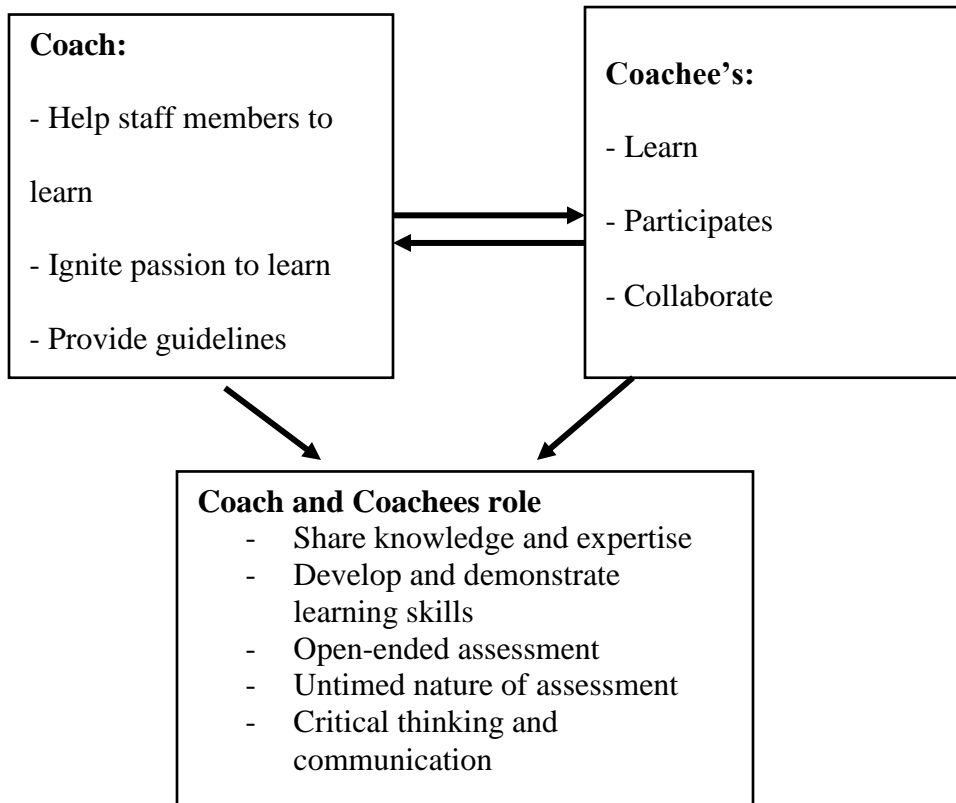 Coach:
- Help staff members to
learn
- Ignite passion to learn
- Provide guidelines
Coachee’s:
- Learn
- Participates
- Collaborate
Coach and Coachees role
- Share knowledge and expertise
- Develop and demonstrate
learning skills
- Open-ended assessment
- Untimed nature of assessment
- Critical thinking and
communication